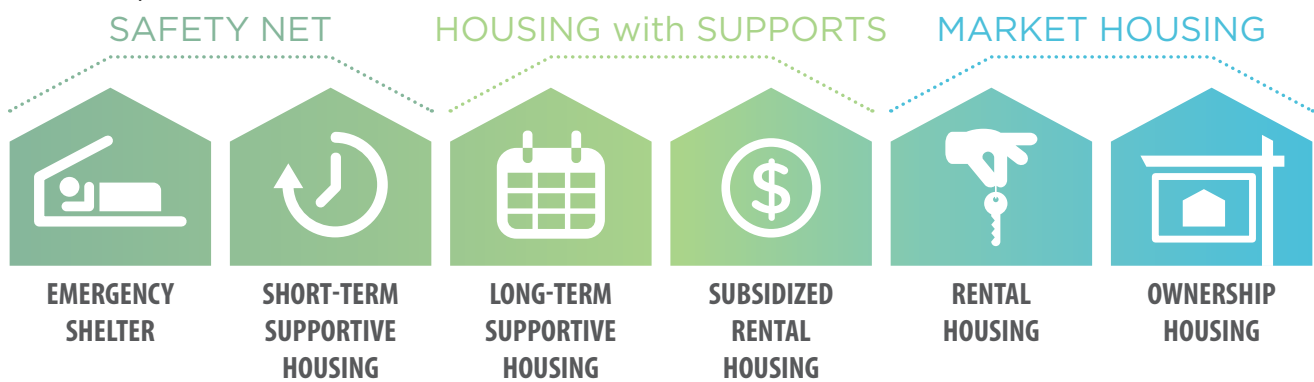 SAFETY NET
HOUSING with SUPPORTS
MARKET HOUSING
EMERGENCY
SHELTER
SHORT-TERM
SUPPORTIVE
HOUSING
LONG-TERM
SUPPORTIVE
HOUSING
SUBSIDIZED
RENTAL
HOUSING
RENTAL
HOUSING
OWNERSHIP
HOUSING